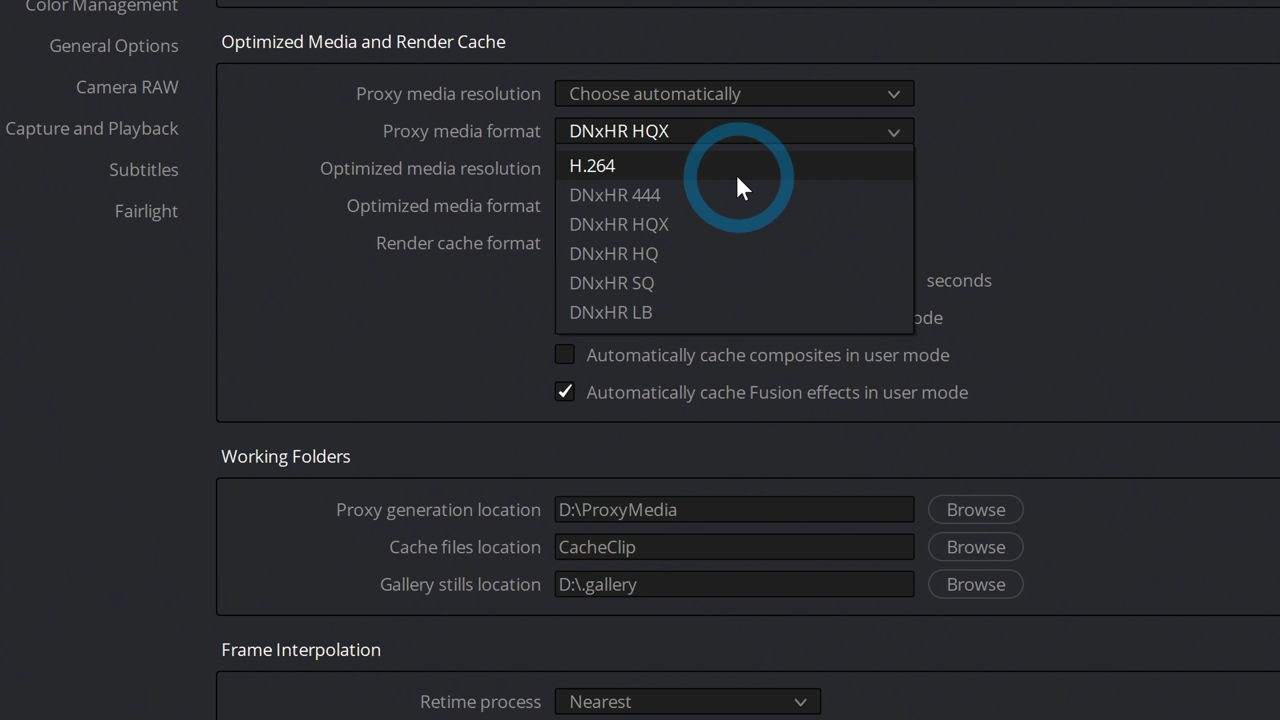 Color Management
General Options
Camera RAW
Capture and Playback
Subtitles
Fairlight
Optimized Media and Render Cache
Proxy media resolution Choose automatically
Proxy media format DNxHR HQX
H.264
DNxHR 444
DNxHR HQX
DNxHR HQ
DNxHR SQ
DNxHR LB
Optimized media resolution
Optimized media format
Render cache format
seconds
ode
Automatically cache composites in user mode
Automatically cache Fusion effects in user mode
Working Folders
Proxy generation location D:\ProxyMedia Browse
Cache files location CacheClip Browse
Gallery stills location D:\.gallery Browse
Frame Interpolation
Retime process Nearest